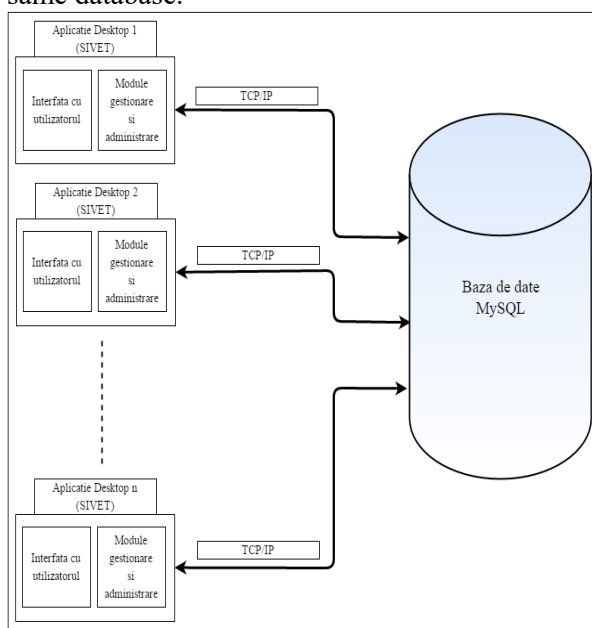 same database.
Aplicatie Desktop 1
(SIVET)
Interfata cu
utilizatorul
Module
gestionare
si
administrare
TCP/IP
Aplicatie Desktop 2
(SIVET)
Interfata cu
utilizatorul
Module
gestionare
si
administrare
TCP/IP
Baza de date
MySQL
Aplicatie Desktop n
(SIVET)
Interfata cu
utilizatorul
Module
gestionare
si
administrare
TCP/IP